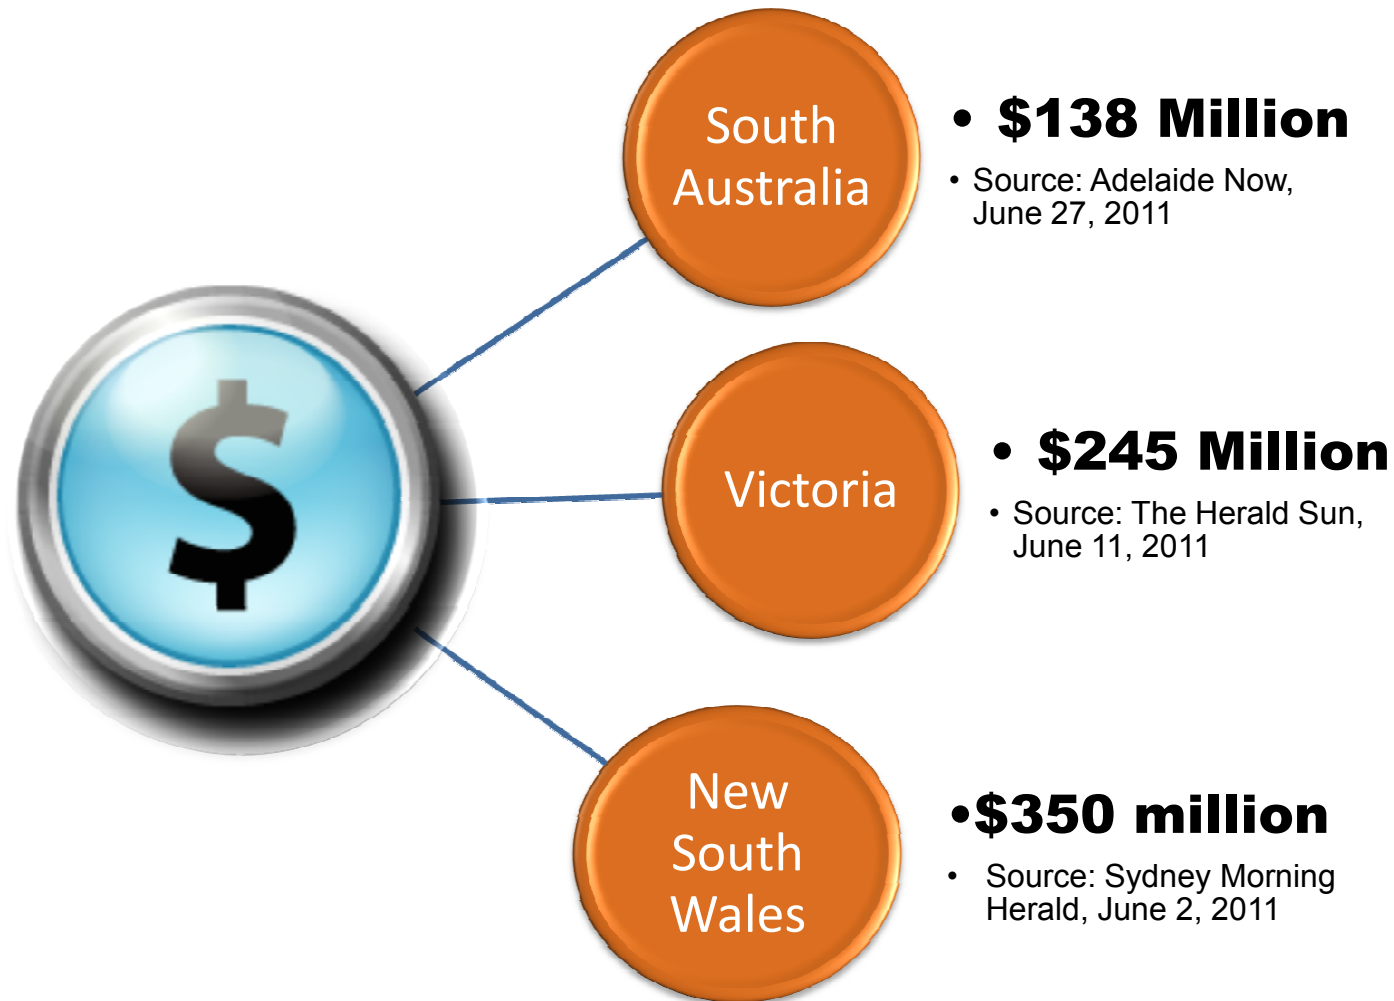 South
Australia
• $138 Million
• Source: Adelaide Now,
June 27, 2011
$
Victoria
• $245 Million
• Source: The Herald Sun,
June 11, 2011
New
South
Wales
•$350 million
• Source: Sydney Morning
Herald, June 2, 2011